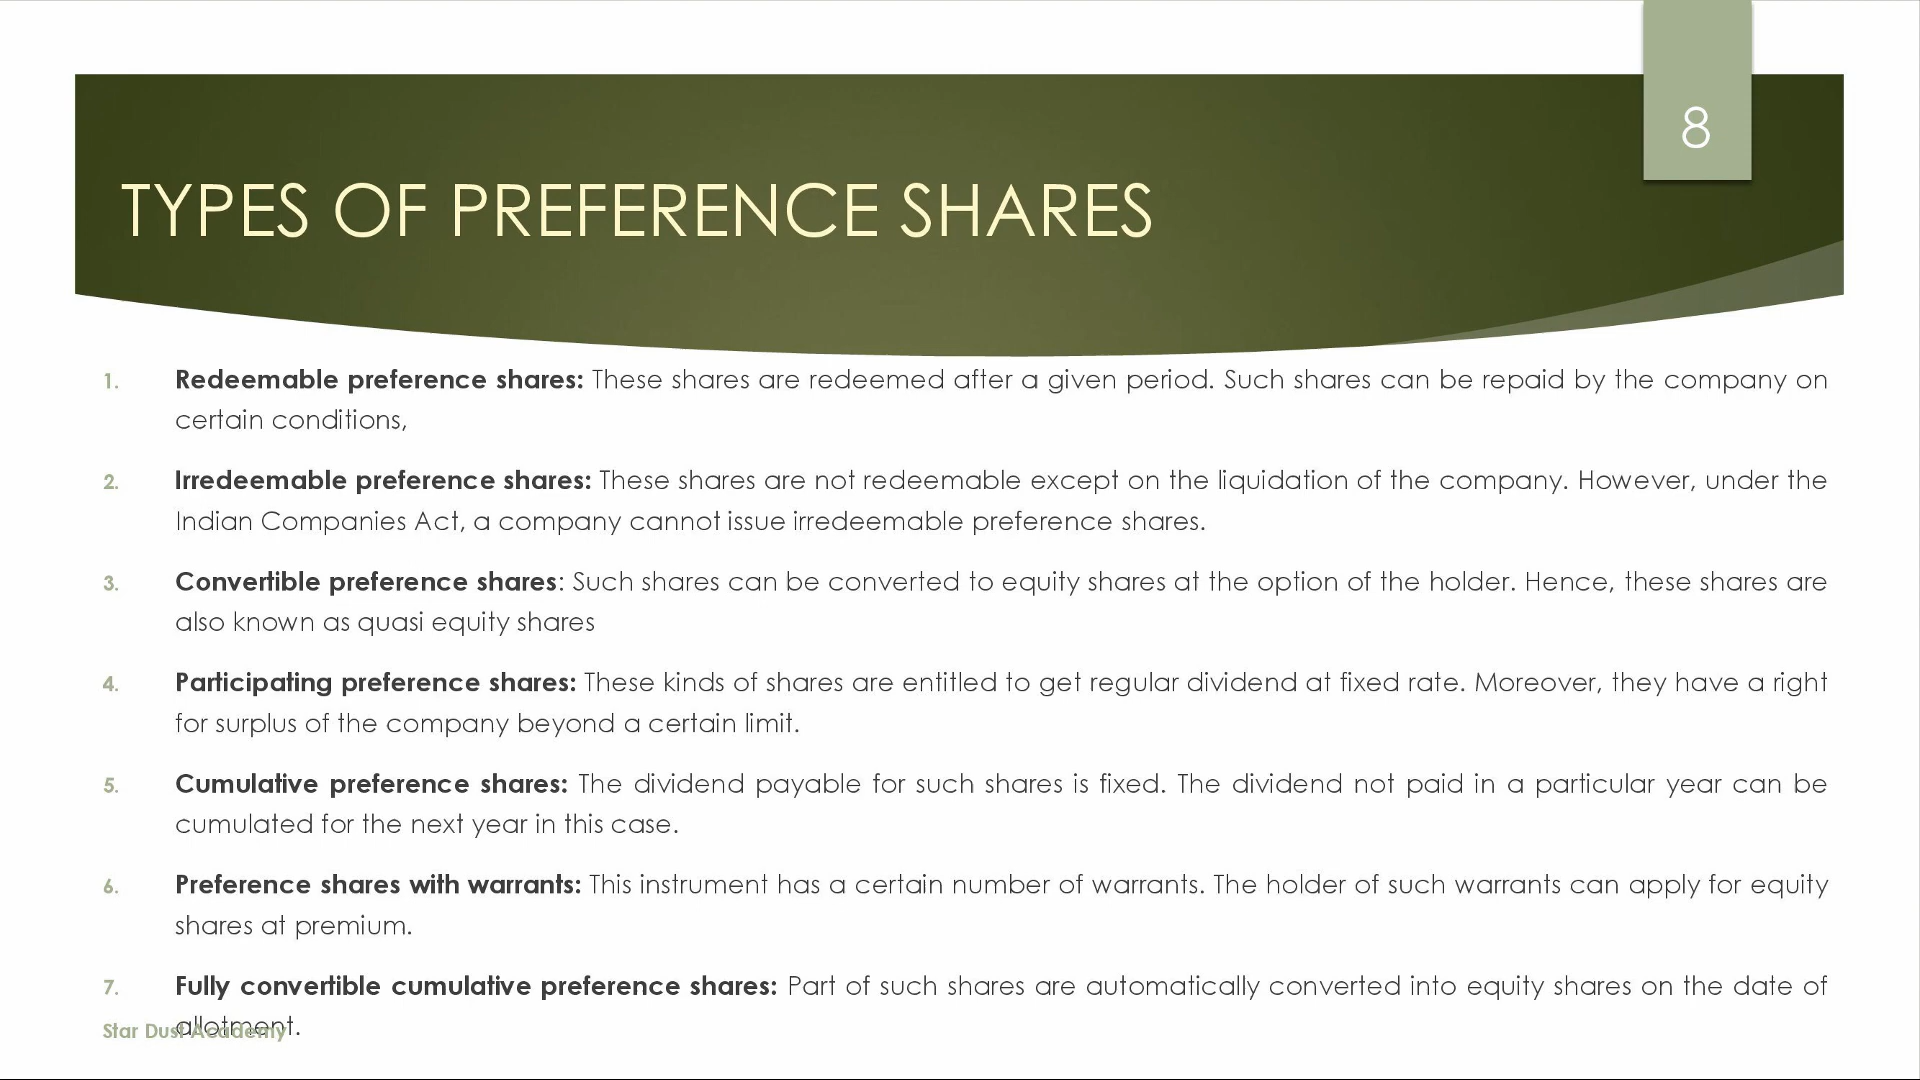 8
TYPES OF PREFERENCE SHARES
1. Redeemable preference shares: These shares are redeemed after a given period. Such shares can be repaid by the company on
certain conditions,
2. Irredeemable preference shares: These shares are not redeemable except on the liquidation of the company. However, under the
Indian Companies Act, a company cannot issue irredeemable preference shares.
3. Convertible preference shares: Such shares can be converted to equity shares at the option of the holder. Hence, these shares are
also known as quasi equity shares
4. Participating preference shares: These kinds of shares are entitled to get regular dividend at fixed rate. Moreover, they have a right
for surplus of the company beyond a certain limit.
5. Cumulative preference shares: The dividend payable for such shares is fixed. The dividend not paid in a particular year can be
cumulated for the next year in this case.
6. Preference shares with warrants: This instrument has a certain number of warrants. The holder of such warrants can apply for equity
shares at premium.
7. Fully convertible cumulative preference shares: Part of such shares are automatically converted into equity shares on the date of
allotment.
Star Dust Academy